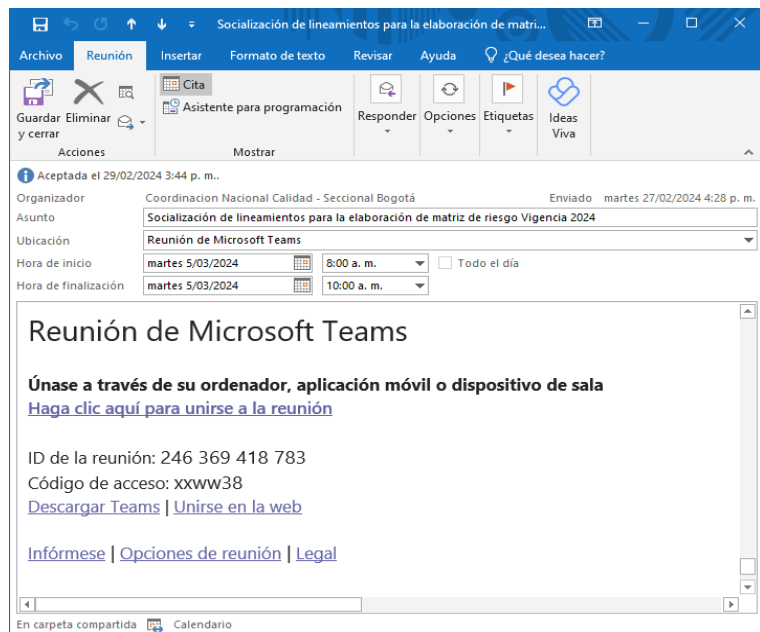 Socialización de lineamientos para la elaboración de matri...
Archivo Reunión Insertar Formato de texto Revisar Ayuda ¿Qué desea hacer?
Guardar y cerrar
Eliminar
Cita
Asistente para programación
Responder
Opciones
Etiquetas
Ideas Viva
Acciones Mostrar
Aceptada el 29/02/2024 3:44 p. m..
Organizador Coordinacion Nacional Calidad - Seccional Bogotá Enviado martes 27/02/2024 4:28 p. m.
Asunto Socialización de lineamientos para la elaboración de matriz de riesgo Vigencia 2024
Ubicación Reunión de Microsoft Teams
Hora de inicio martes 5/03/2024 8:00 a. m. Todo el día
Hora de finalización martes 5/03/2024 10:00 a. m.
Reunión de Microsoft Teams
Únase a través de su ordenador, aplicación móvil o dispositivo de sala
Haga clic aquí para unirse a la reunión
ID de la reunión: 246 369 418 783
Código de acceso: xxww38
Descargar Teams | Unirse en la web
Infórmese | Opciones de reunión | Legal
En carpeta compartida Calendario